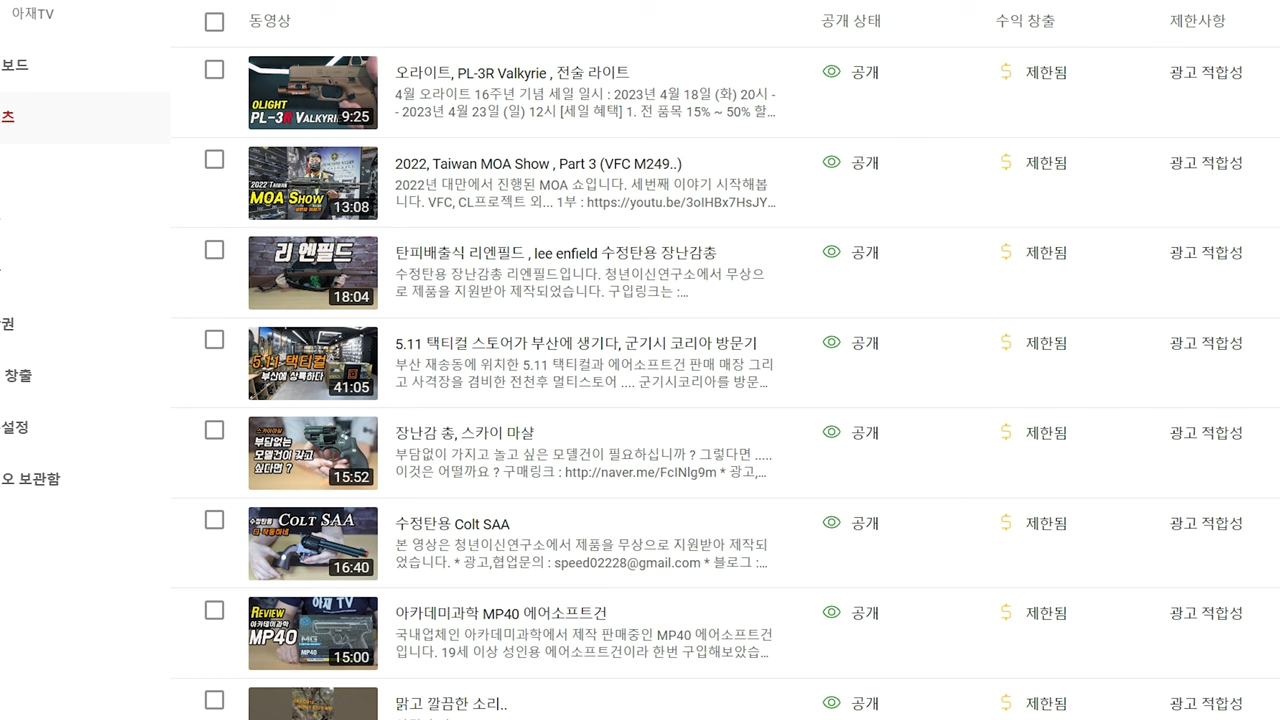 아재TV
보드
츠
권
창출
설정
오 보관함
동영상
공개 상태
수익 창출
제한사항
OLIGHT
PL-3R VALKYRIE
9:25
오라이트, PL-3R Valkyrie , 전술 라이트
4월 오라이트 16주년 기념 세일 일시 : 2023년 4월 18일 (화) 20시 -
- 2023년 4월 23일 (일) 12시 [세일 혜택] 1. 전 품목 15% ~ 50% 할...
공개
제한됨
광고 적합성
2022 TAIWAN
MOA SHOW
13:08
2022, Taiwan MOA Show , Part 3 (VFC M249..)
2022년 대만에서 진행된 MOA 쇼입니다. 세번째 이야기 시작해봅
니다. VFC, CL프로젝트 외... 1부 : https://youtu.be/3oIHBx7HsJY...
공개
제한됨
광고 적합성
리 엔필드
18:04
탄피배출식 리엔필드 , lee enfield 수정탄용 장난감총
수정탄용 장난감총 리엔필드입니다. 청년이신연구소에서 무상으
로 제품을 지원받아 제작되었습니다. 구입링크는 :...
공개
제한됨
광고 적합성
5.11 택티컬
부산에 상륙하다
41:05
5.11 택티컬 스토어가 부산에 생기다, 군기시 코리아 방문기
부산 재송동에 위치한 5.11 택티컬과 에어소프트건 판매 매장 그리
고 사격장을 겸비한 전천후 멀티스토어 .... 군기시코리아를 방문...
공개
제한됨
광고 적합성
스카이마샬
부담없는
모델건이 갖고
싶다면 ?
15:52
장난감 총, 스카이 마샬
부담없이 가지고 놀고 싶은 모델건이 필요하십니까 ? 그렇다면 .....
이것은 어떨까요 ? 구매링크 : http://naver.me/FcINlg9m * 광고,...
공개
제한됨
광고 적합성
수정탄용 COLT SAA
다 작동하네
16:40
수정탄용 Colt SAA
본 영상은 청년이신연구소에서 제품을 무상으로 지원받아 제작되
었습니다. * 광고,협업문의 : speed02228@gmail.com * 블로그 :...
공개
제한됨
광고 적합성
아재 TV
REVIEW
아카데미과학
MP40
MP40
15:00
아카데미과학 MP40 에어소프트건
국내업체인 아카데미과학에서 제작 판매중인 MP40 에어소프트건
입니다. 19세 이상 성인용 에어소프트건이라 한번 구입해보았습...
공개
제한됨
광고 적합성
맑고 깔끔한 소리..
공개
제한됨
광고 적합성